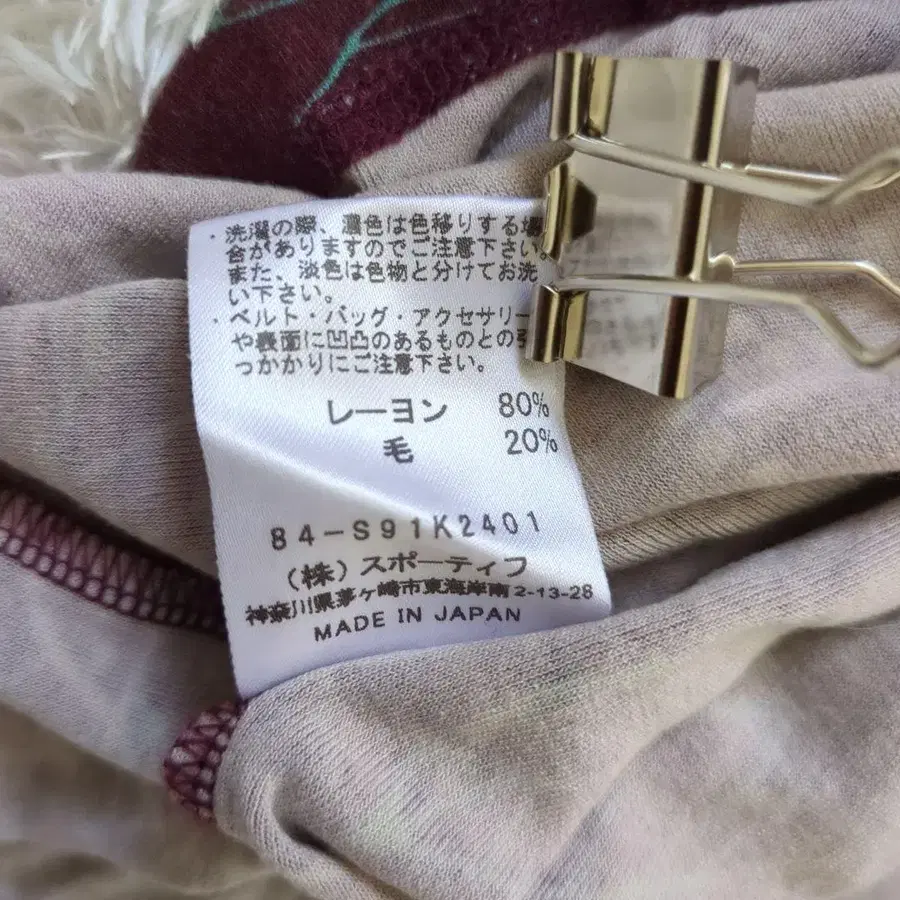 ・洗濯の際、濃色は色移りする場
合がありますのでご注意下さい。
また、淡色は色物と分けてお洗
い下さい。
・ベルト・バッグ・アクセサリー
や表面に凹凸のあるものとの引
っかかりにご注意下さい。
レーヨン 80%
毛 20%
84-S91K2401
(株)スポーティフ
神奈川県茅ヶ崎市東海岸南2-13-28
MADE IN JAPAN